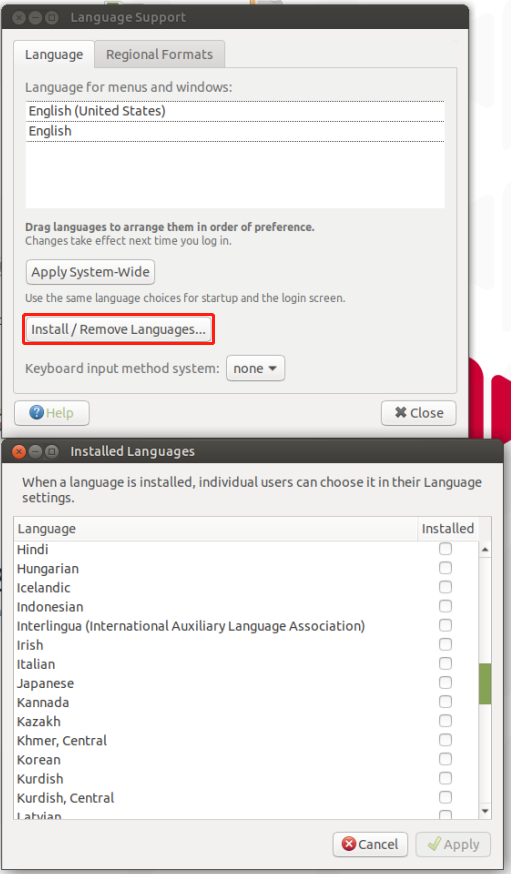 Language Support
Language
Regional Formats
Language for menus and windows:
English (United States)
English
Drag languages to arrange them in order of preference.
Changes take effect next time you log in.
Apply System-Wide
Use the same language choices for startup and the login screen.
Install / Remove Languages...
Keyboard input method system: none
Help
Close
Installed Languages
When a language is installed, individual users can choose it in their Language
settings.
Language Installed
Hindi
Hungarian
Icelandic
Indonesian
Interlingua (International Auxiliary Language Association)
Irish
Italian
Japanese
Kannada
Kazakh
Khmer, Central
Korean
Kurdish
Kurdish, Central
Latvian
Cancel
Apply